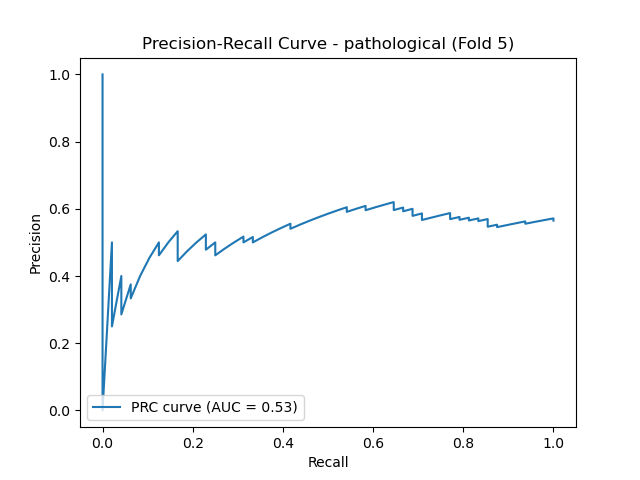 Precision-Recall Curve - pathological (Fold 5)
1.0
0.8
0.6
0.4
0.2
0.0
Precision
PRC curve (AUC = 0.53)
0.0 0.2 0.4 0.6 0.8 1.0
Recall